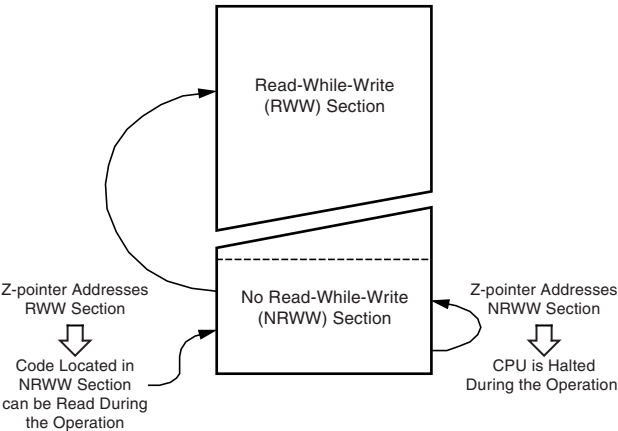 Read-While-Write
(RWW) Section
Z-pointer Addresses
RWW Section
Code Located in
NRWW Section
can be Read During
the Operation
No Read-While-Write
(NRWW) Section
Z-pointer Addresses
NRWW Section
CPU is Halted
During the Operation